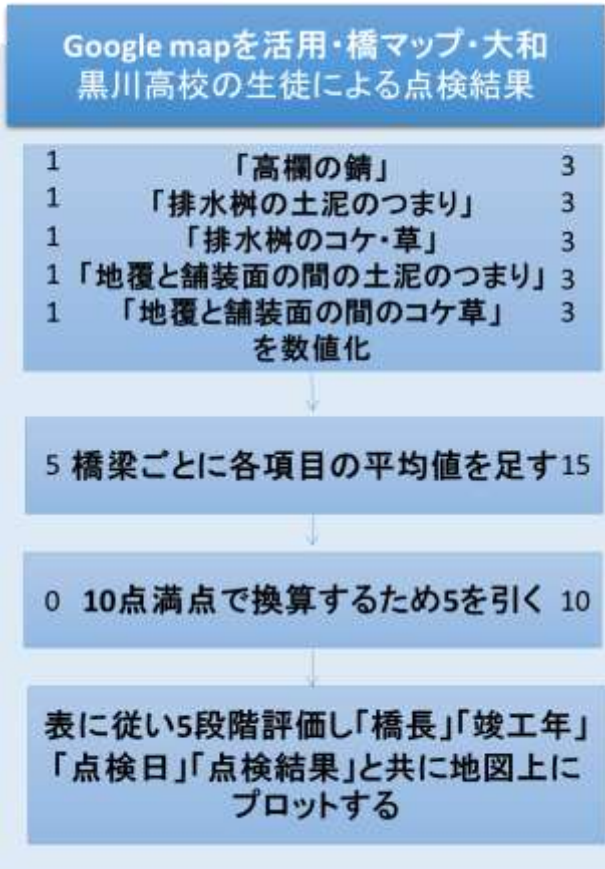 Google mapを活用・橋マップ・大和
黒川高校の生徒による点検結果
1 「高欄の錆」 3
1 「排水桝の土泥のつまり」 3
1 「排水桝のコケ・草」 3
1 「地覆と舗装面の間の土泥のつまり」 3
1 「地覆と舗装面の間のコケ草」 3
を数値化
5 橋梁ごとに各項目の平均値を足す 15
0 10点満点で換算するため5を引く 10
表に従い5段階評価し「橋長」「竣工年」
「点検日」「点検結果」と共に地図上に
プロットする